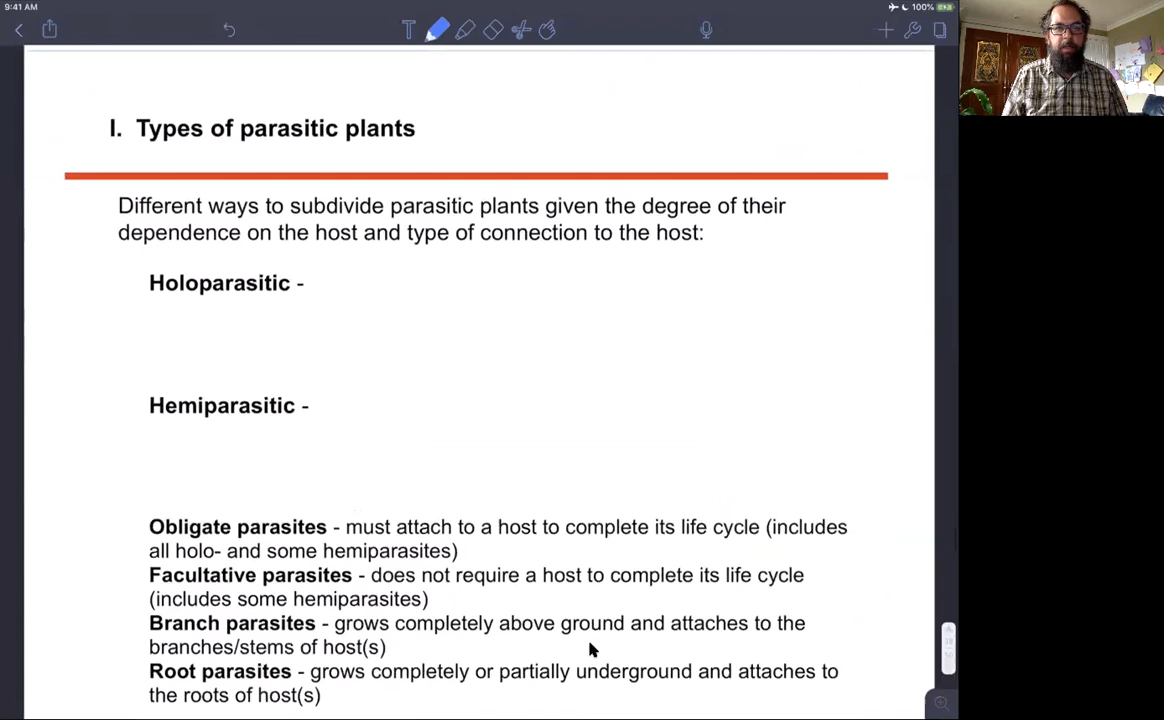 9:41 AM
100%
T
I. Types of parasitic plants
Different ways to subdivide parasitic plants given the degree of their
dependence on the host and type of connection to the host:
Holoparasitic -
Hemiparasitic -
Obligate parasites - must attach to a host to complete its life cycle (includes
all holo- and some hemiparasites)
Facultative parasites - does not require a host to complete its life cycle
(includes some hemiparasites)
Branch parasites - grows completely above ground and attaches to the
branches/stems of host(s)
Root parasites - grows completely or partially underground and attaches to
the roots of host(s)